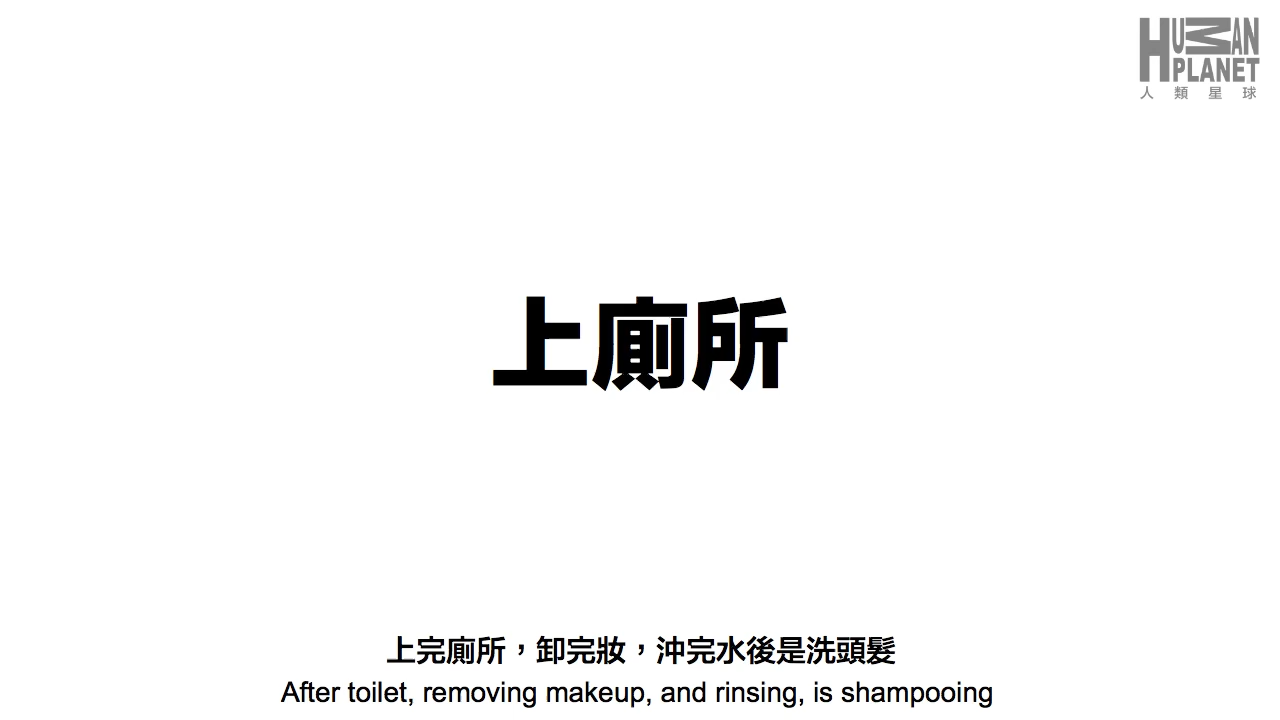 HUMAN
PLANET
人類星球
上廁所
上完廁所，卸完妝，沖完水後是洗頭髮
After toilet, removing makeup, and rinsing, is shampooing